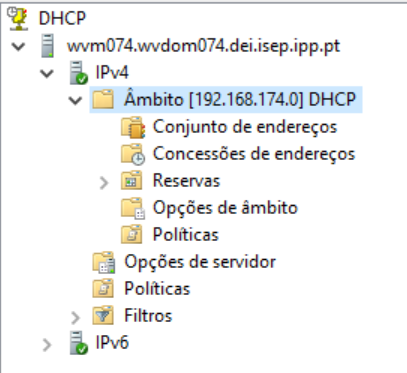 DHCP
wvm074.wvdom074.dei.isep.ipp.pt
IPv4
Âmbito [192.168.174.0] DHCP
Conjunto de endereços
Concessões de endereços
Reservas
Opções de âmbito
Políticas
Opções de servidor
Políticas
Filtros
IPv6